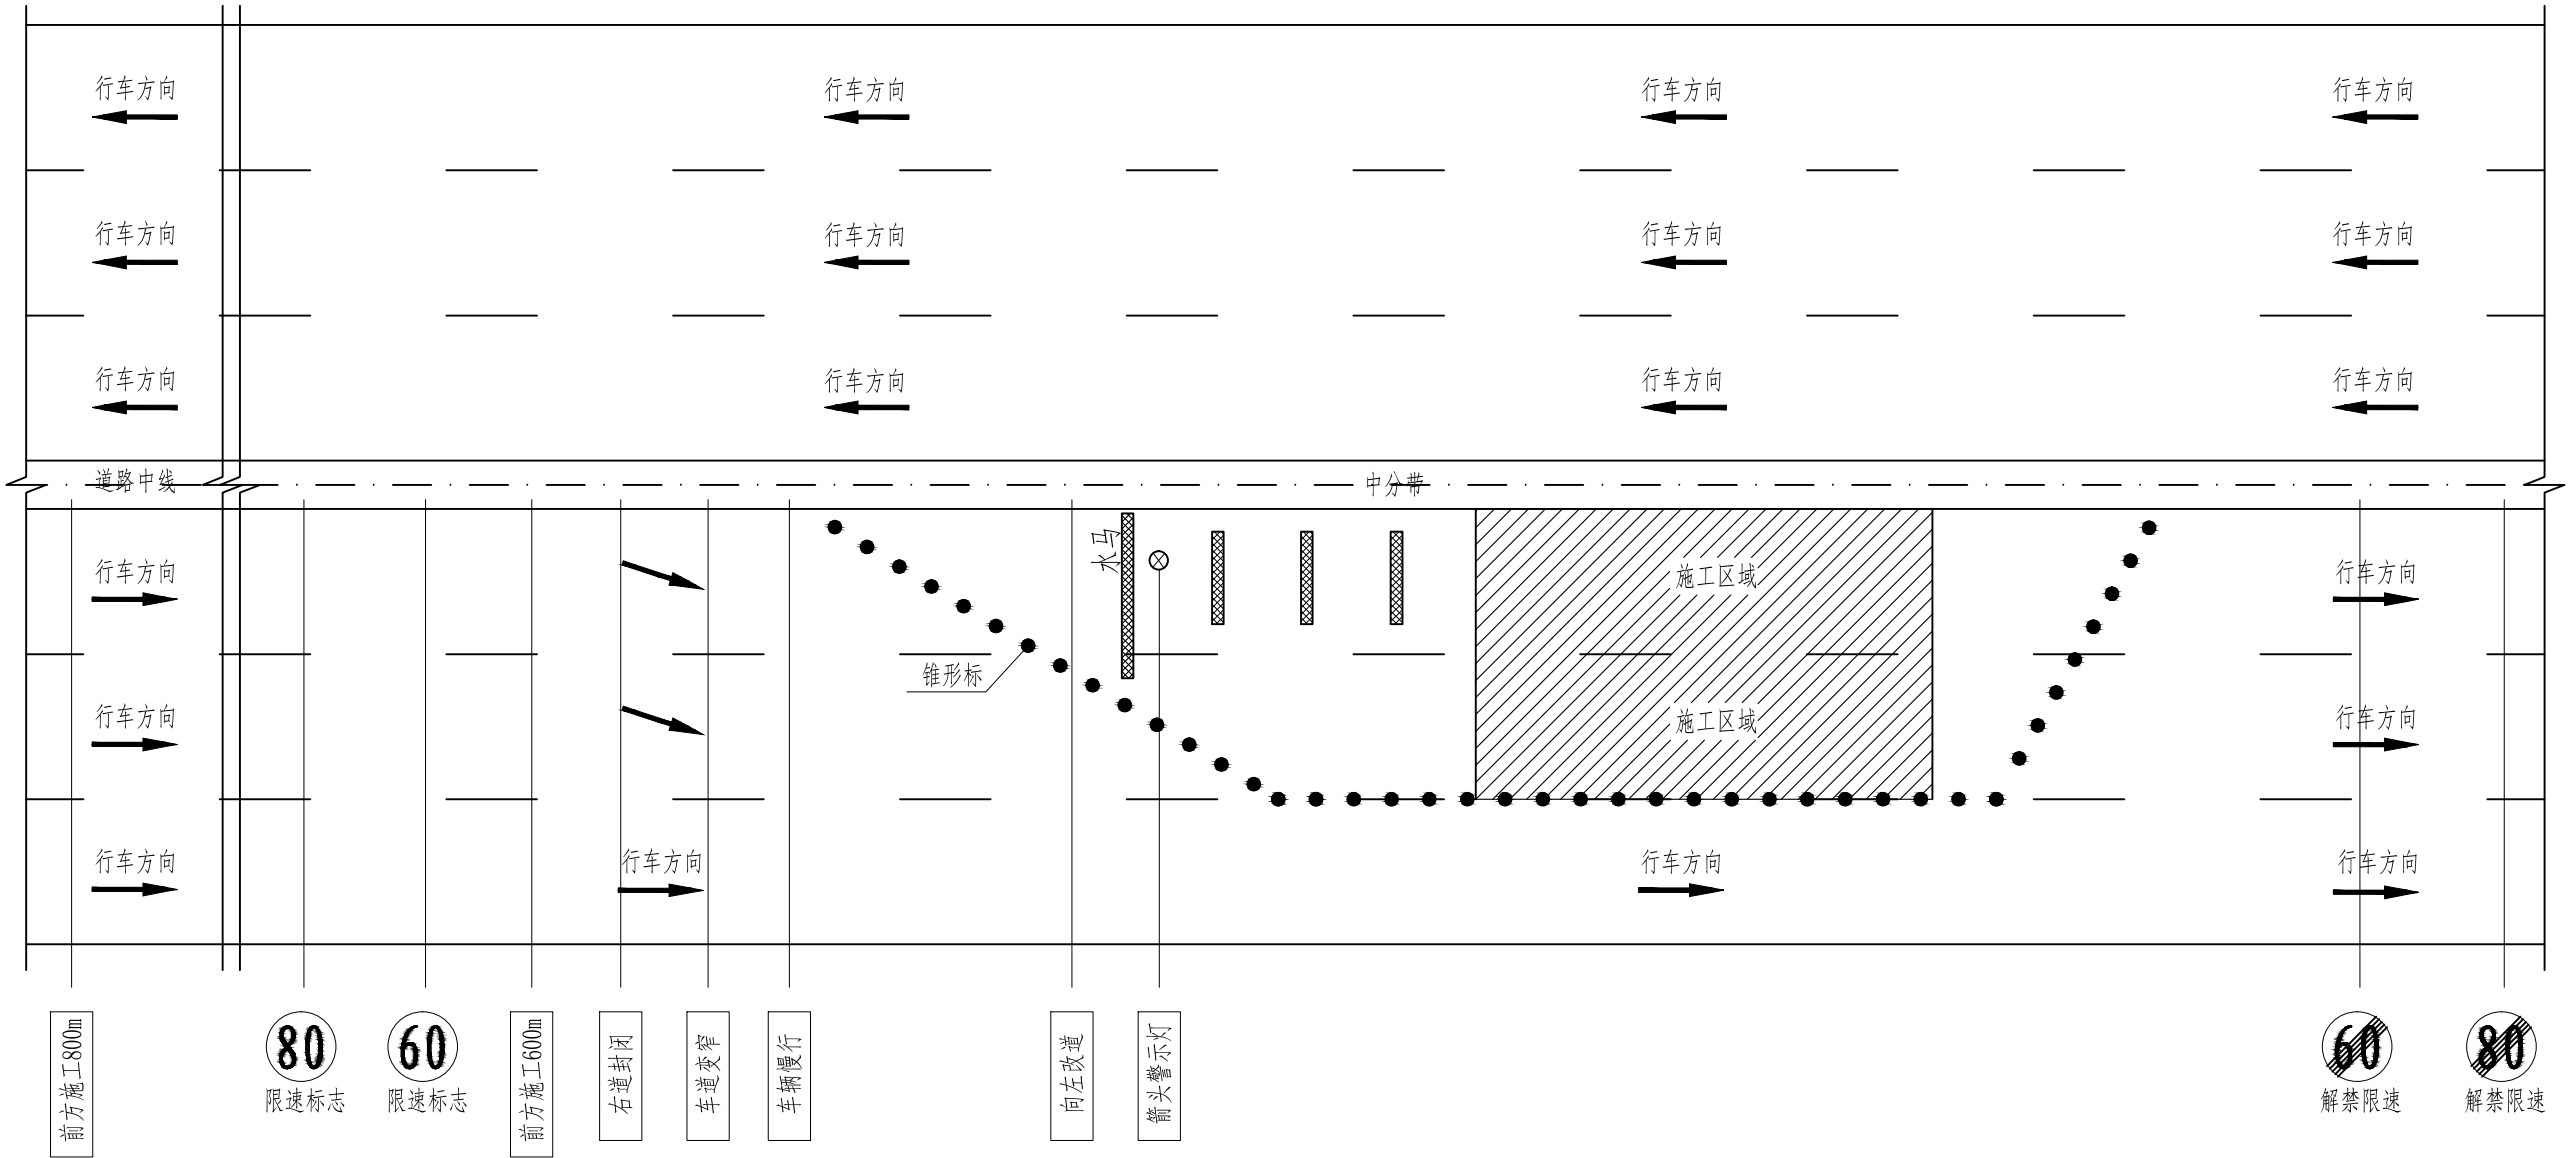 行车方向 行车方向 行车方向 行车方向
行车方向 行车方向 行车方向 行车方向
行车方向 行车方向 行车方向 行车方向
道路中线 中分带
水马
行车方向 施工区域 行车方向
锥形标
行车方向 施工区域 行车方向
行车方向 行车方向 行车方向 行车方向
前方施工800m
80
限速标志
60
限速标志
前方施工600m
右道封闭
车道变窄
车辆慢行
向左改道
箭头警示灯
60
解禁限速
80
解禁限速